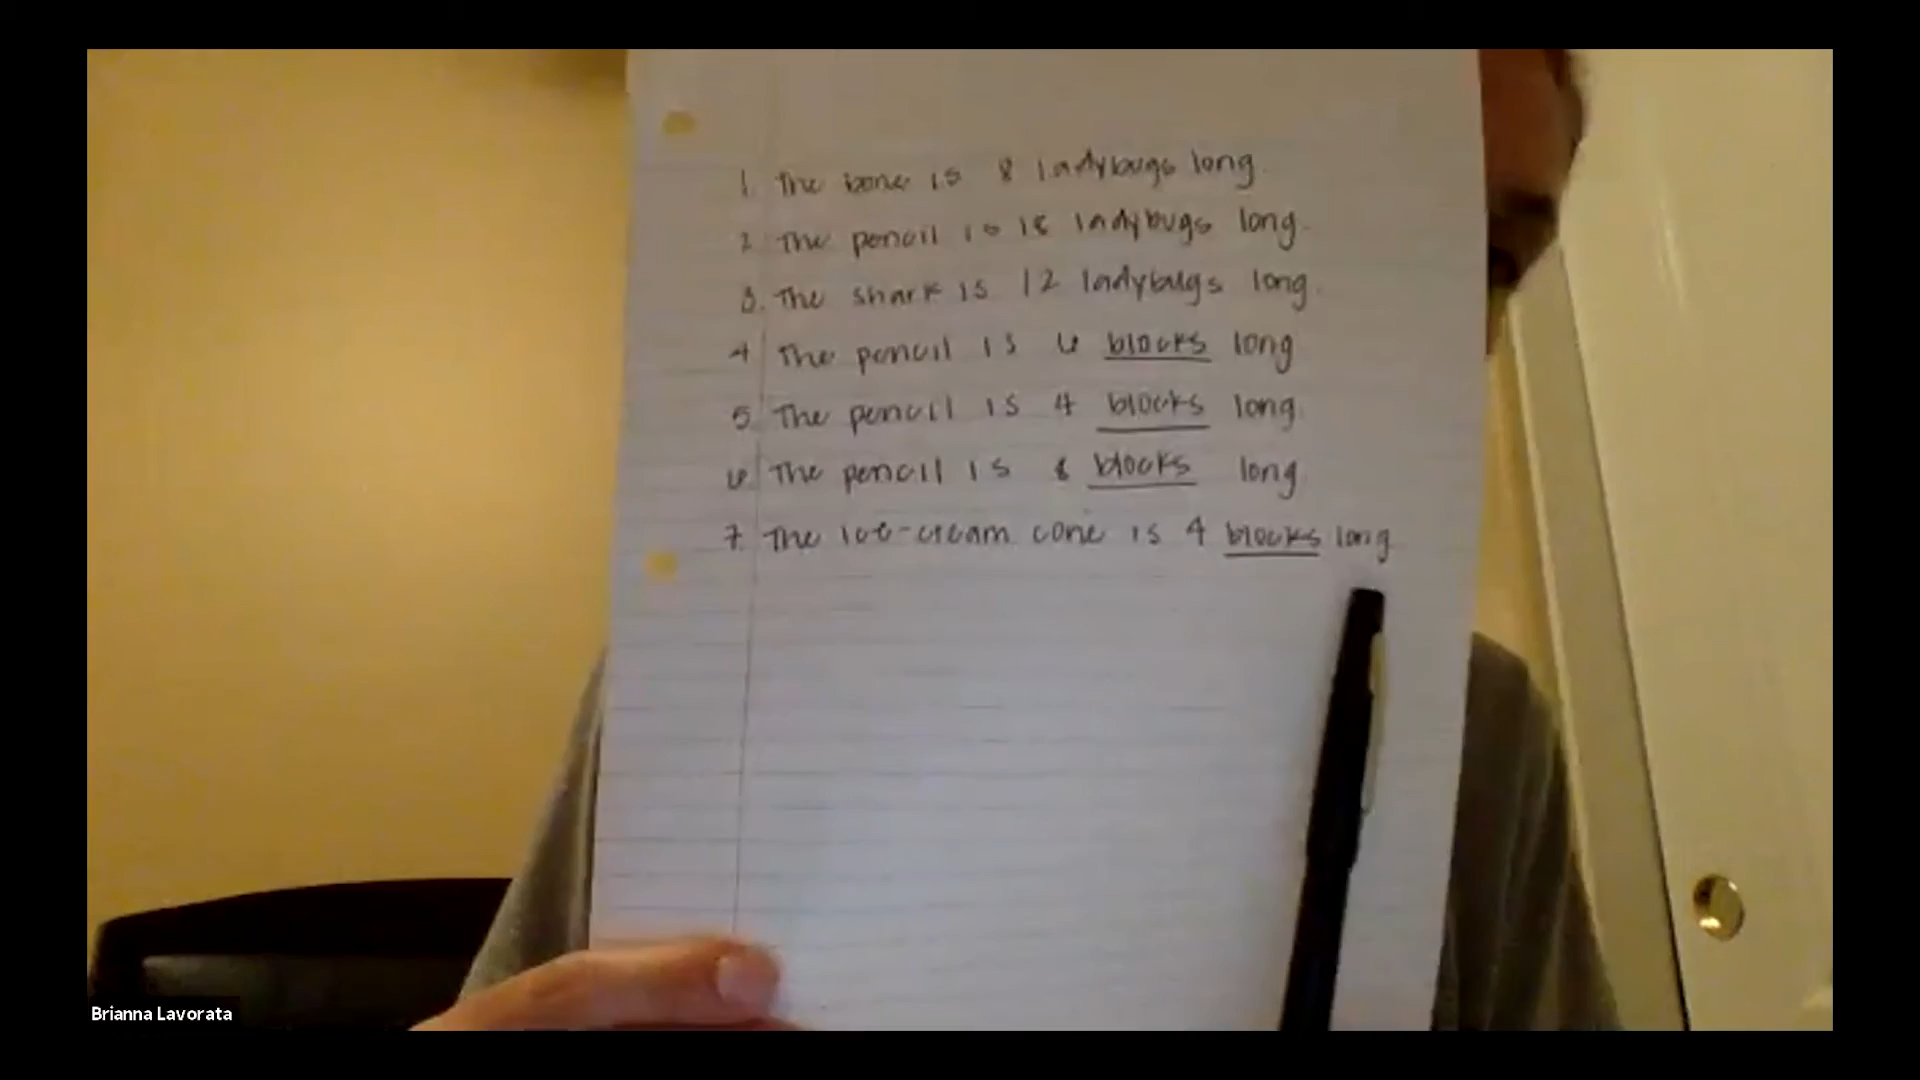 1. The bone is 8 ladybugs long.
2. The pencil is 18 ladybugs long.
3. The shark is 12 ladybugs long.
4. The pencil is 6 blocks long
5. The pencil is 4 blocks long.
6. The pencil is 8 blocks long.
7. The ice-cream cone is 4 blocks long
Brianna Lavorata